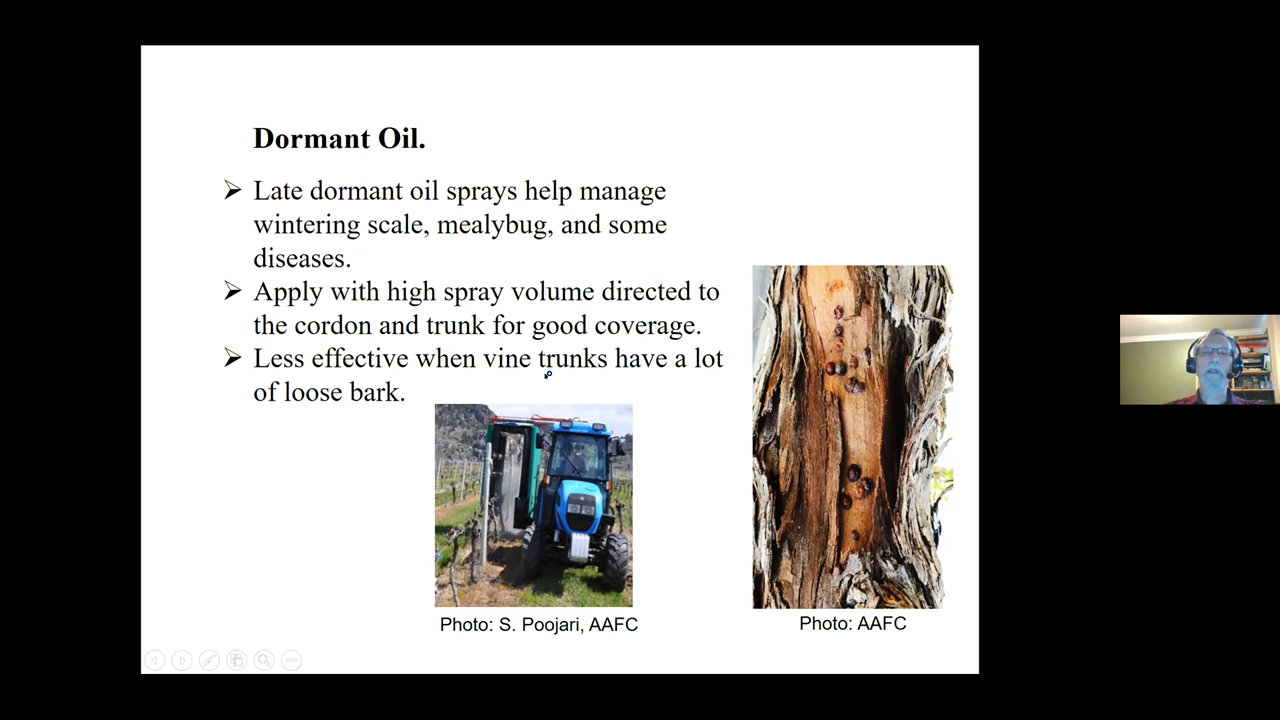 Dormant Oil.
➢ Late dormant oil sprays help manage
wintering scale, mealybug, and some
diseases.
➢ Apply with high spray volume directed to
the cordon and trunk for good coverage.
➢ Less effective when vine trunks have a lot
of loose bark.
Photo: S. Poojari, AAFC
Photo: AAFC